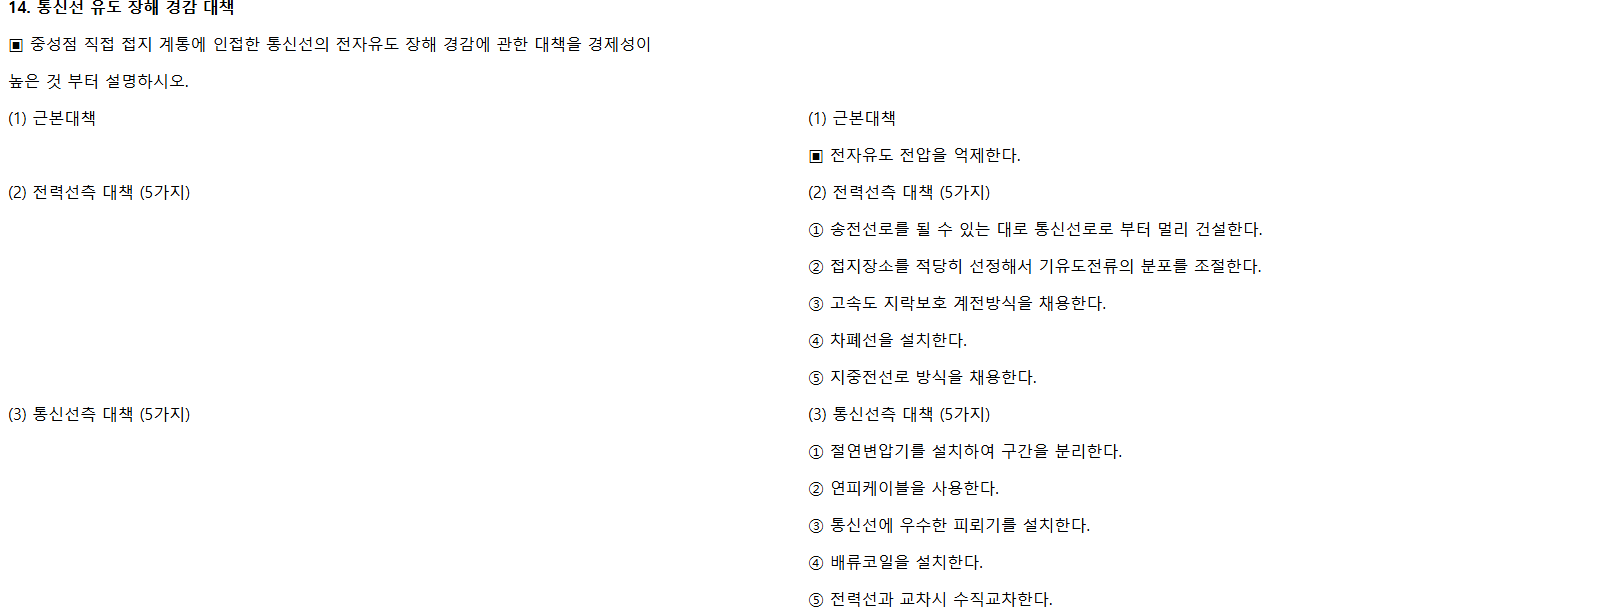 14. 통신선 유도 장해 경감 대책
▣ 중성점 직접 접지 계통에 인접한 통신선의 전자유도 장해 경감에 관한 대책을 경제성이
높은 것 부터 설명하시오.
(1) 근본대책
(2) 전력선측 대책 (5가지)
(3) 통신선측 대책 (5가지)
(1) 근본대책
▣ 전자유도 전압을 억제한다.
(2) 전력선측 대책 (5가지)
① 송전선로를 될 수 있는 대로 통신선로로 부터 멀리 건설한다.
② 접지장소를 적당히 선정해서 기유도전류의 분포를 조절한다.
③ 고속도 지락보호 계전방식을 채용한다.
④ 차폐선을 설치한다.
⑤ 지중전선로 방식을 채용한다.
(3) 통신선측 대책 (5가지)
① 절연변압기를 설치하여 구간을 분리한다.
② 연피케이블을 사용한다.
③ 통신선에 우수한 피뢰기를 설치한다.
④ 배류코일을 설치한다.
⑤ 전력선과 교차시 수직교차한다.